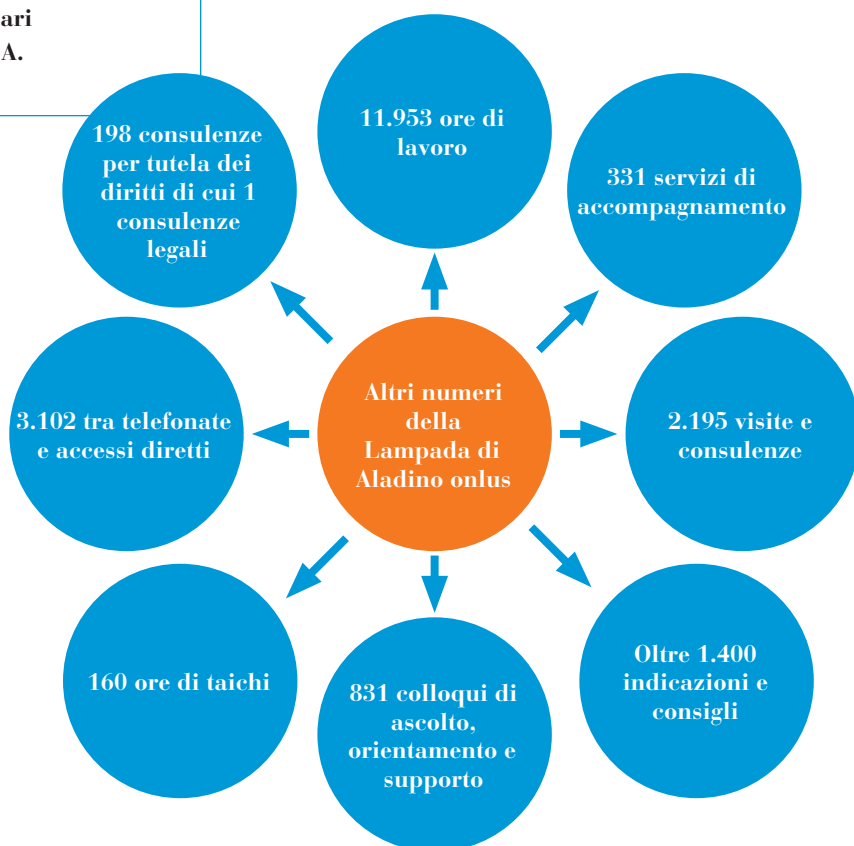 ari
A.
198 consulenze
per tutela dei
diritti di cui 1
consulenze
legali
11.953 ore di
lavoro
331 servizi di
accompagnamento
3.102 tra telefonate
e accessi diretti
Altri numeri
della
Lampada di
Aladino onlus
2.195 visite e
consulenze
160 ore di taichi
831 colloqui di
ascolto,
orientamento e
supporto
Oltre 1.400
indicazioni e
consigli